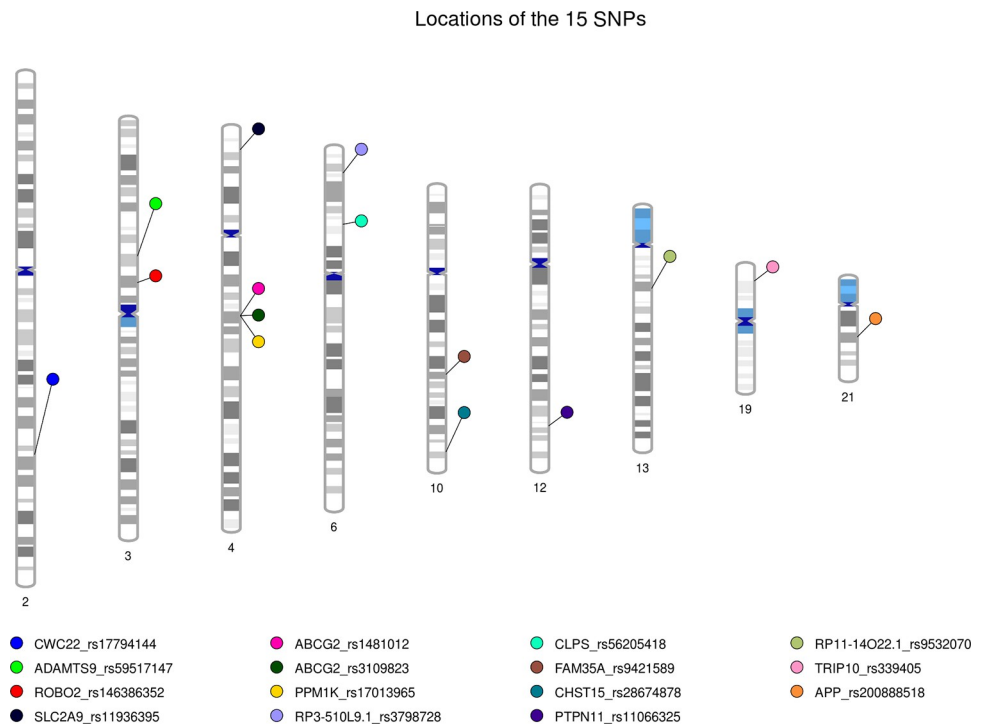 Locations of the 15 SNPs
2
3
4
6
10
12
13
19
21
CWC22_rs17794144
ADAMTS9_rs59517147
ROBO2_rs146386352
SLC2A9_rs11936395
ABCG2_rs1481012
ABCG2_rs3109823
PPM1K_rs17013965
RP3-510L9.1_rs3798728
CLPS_rs56205418
FAM35A_rs9421589
CHST15_rs28674878
PTPN11_rs11066325
RP11-14O22.1_rs9532070
TRIP10_rs339405
APP_rs200888518